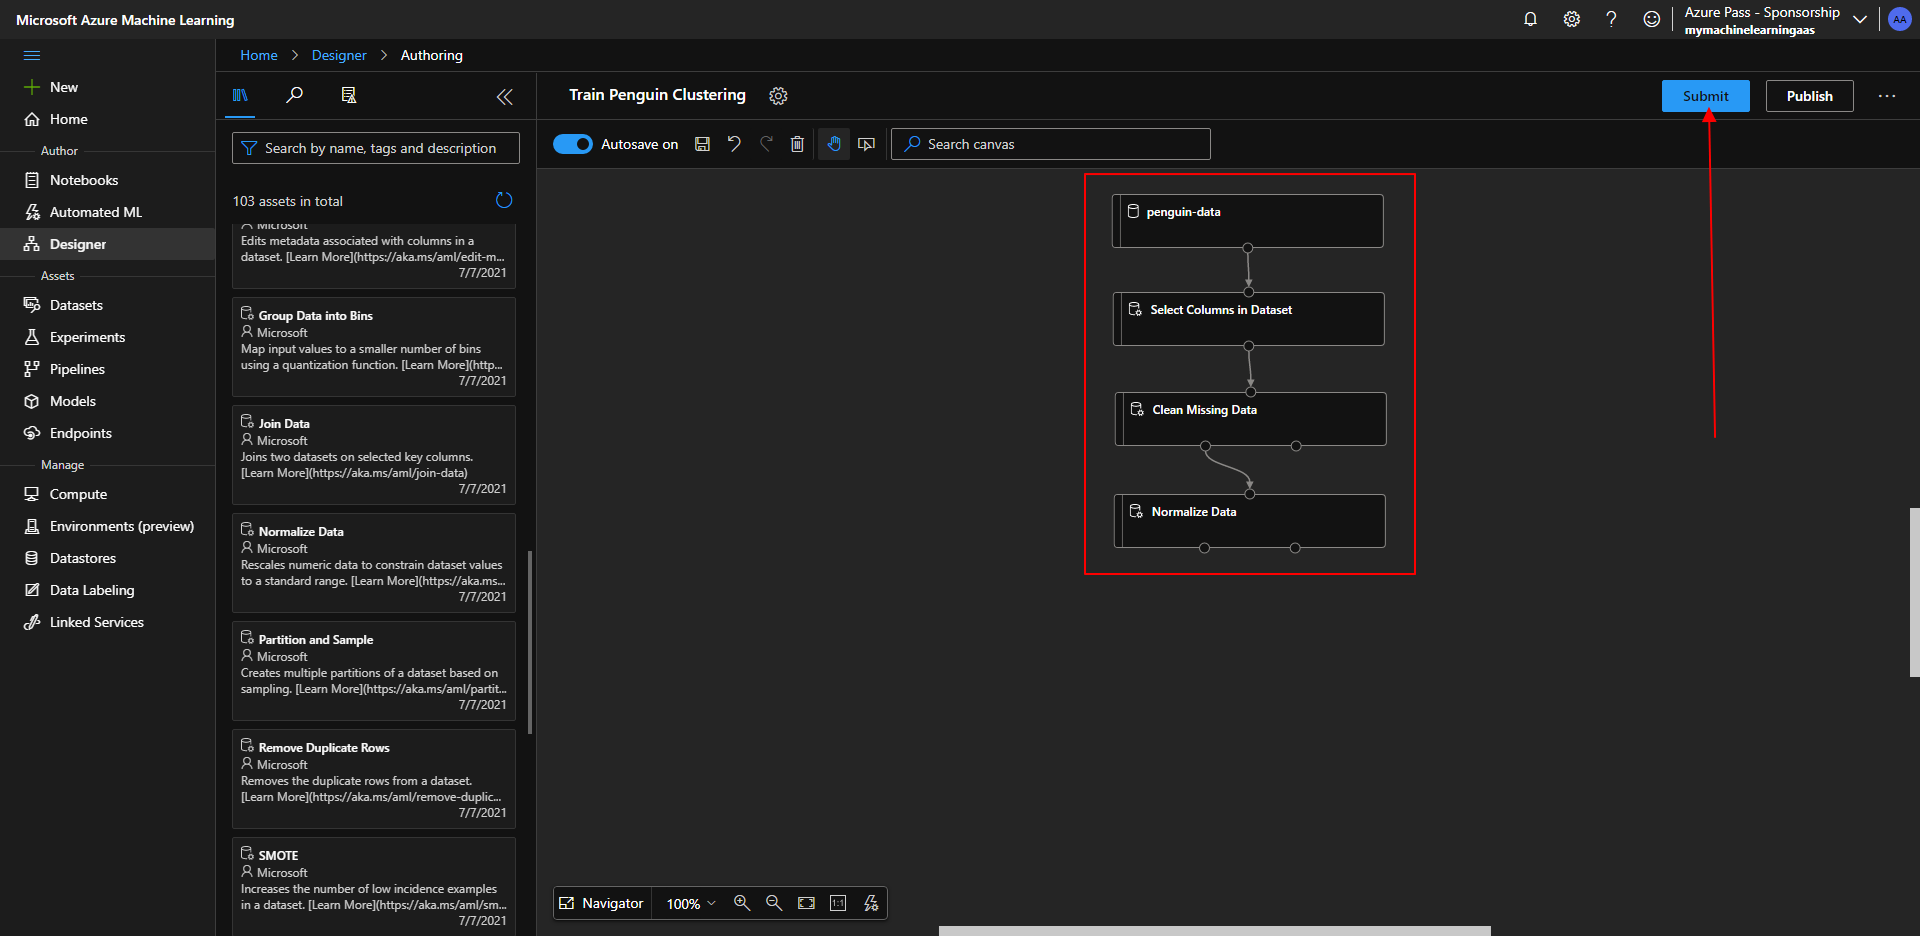 Microsoft Azure Machine Learning
Azure Pass - Sponsorship
mymachinelearningaas
AA
New
Home
Author
Notebooks
Automated ML
Designer
Assets
Datasets
Experiments
Pipelines
Models
Endpoints
Manage
Compute
Environments (preview)
Datastores
Data Labeling
Linked Services
Home > Designer > Authoring
Search by name, tags and description
103 assets in total
Microsoft
Edits metadata associated with columns in a
dataset. [Learn More](https://aka.ms/aml/edit-m...
7/7/2021
Group Data into Bins
Microsoft
Map input values to a smaller number of bins
using a quantization function. [Learn More](http...
7/7/2021
Join Data
Microsoft
Joins two datasets on selected key columns.
[Learn More](https://aka.ms/aml/join-data)
7/7/2021
Normalize Data
Microsoft
Rescales numeric data to constrain dataset values
to a standard range. [Learn More](https://aka.ms...
7/7/2021
Partition and Sample
Microsoft
Creates multiple partitions of a dataset based on
sampling. [Learn More](https://aka.ms/aml/partit...
7/7/2021
Remove Duplicate Rows
Microsoft
Removes the duplicate rows from a dataset.
[Learn More](https://aka.ms/aml/remove-duplic...
7/7/2021
SMOTE
Microsoft
Increases the number of low incidence examples
in a dataset. [Learn More](https://aka.ms/aml/sm...
7/7/2021
Train Penguin Clustering
Submit
Publish
Autosave on
Search canvas
penguin-data
Select Columns in Dataset
Clean Missing Data
Normalize Data
Navigator
100%
1:1